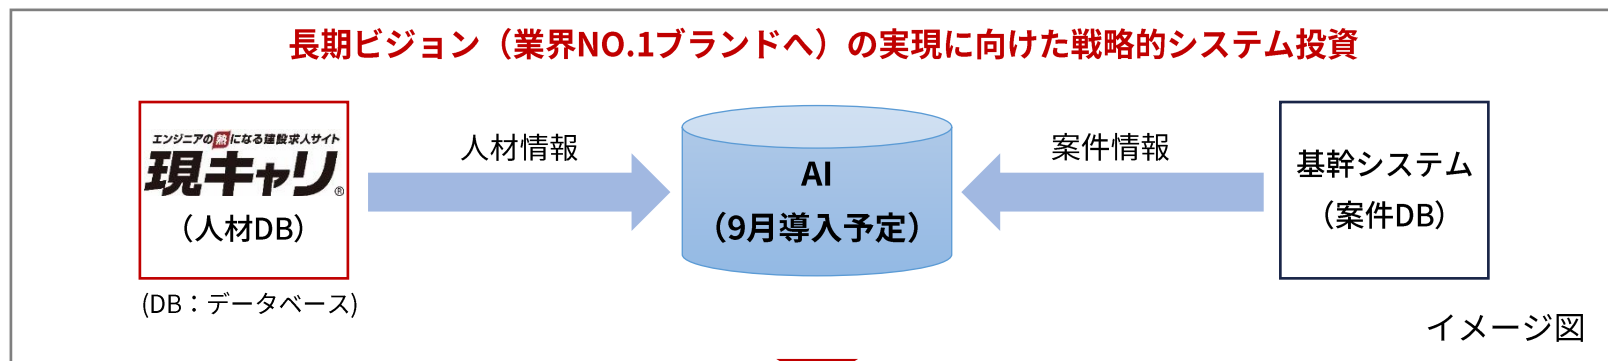 長期ビジョン（業界NO.1ブランドへ）の実現に向けた戦略的システム投資
エンジニアの熱になる建設求人サイト
現キャリ®
（人材DB）
(DB：データベース)
人材情報
AI
（9月導入予定）
案件情報
基幹システム
（案件DB）
イメージ図